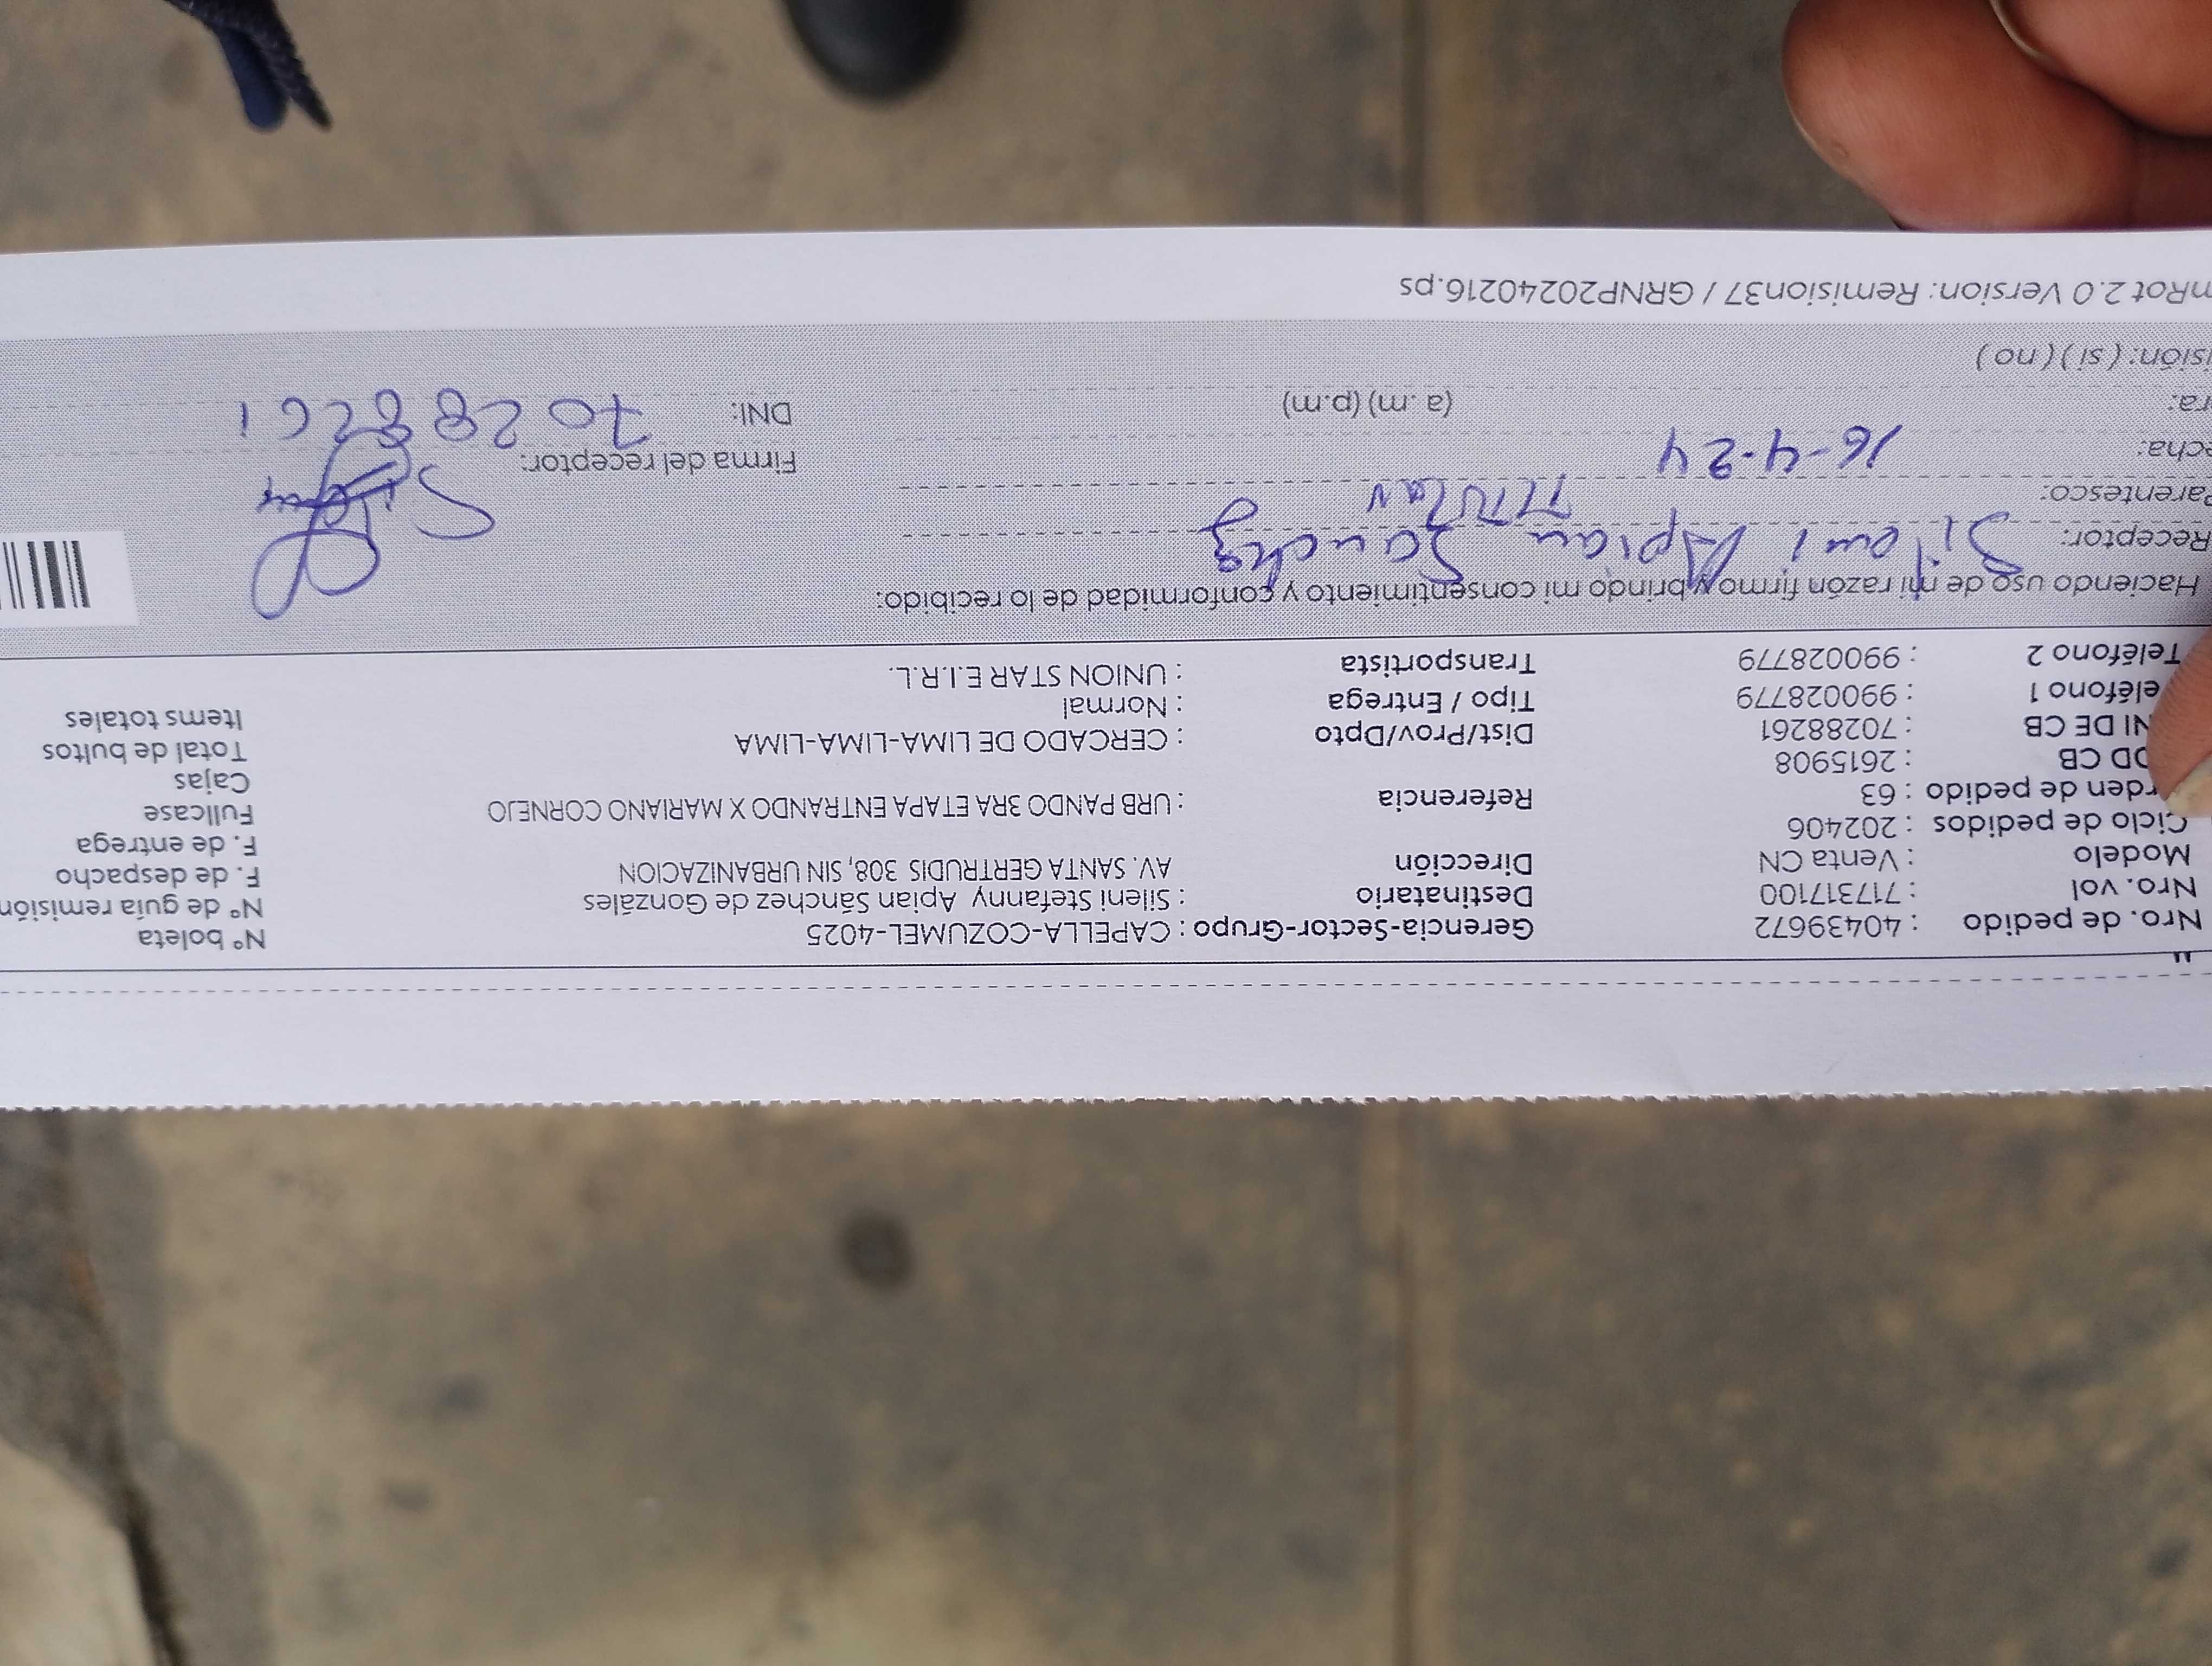 Nro. de pedido : 40439672 Gerencia-Sector-Grupo : CAPELLA-COZUMEL-4025 N° boleta
Nro. vol : 717317100 Destinatario : Sileni Stefanny Apian Sánchez de Gonzáles N° de guía remisión
Modelo : Venta CN Dirección AV. SANTA GERTRUDIS 308, SIN URBANIZACION F. de despacho
Ciclo de pedidos : 202406 F. de entrega
rden de pedido : 63 Referencia : URB PANDO 3RA ETAPA ENTRANDO X MARIANO CORNEJO Fullcase
OD CB : 2615908 Cajas
NI DE CB : 70288261 Dist/Prov/Dpto : CERCADO DE LIMA-LIMA-LIMA Total de bultos
eléfono 1 : 990028779 Tipo / Entrega : Normal Items totales
Teléfono 2 : 990028779 Transportista : UNION STAR E.I.R.L.
Haciendo uso de mi razón firmo y brindo mi consentimiento y conformidad de lo recibido:
Receptor: Sileni Apian Sanchez
Parentesco: Titular
echa: 16-4-24 Firma del receptor:
ra: (a .m) (p.m) DNI: 70288261
isión: ( si ) ( no )
nRot 2.0 Version: Remision37 / GRNP20240216.ps